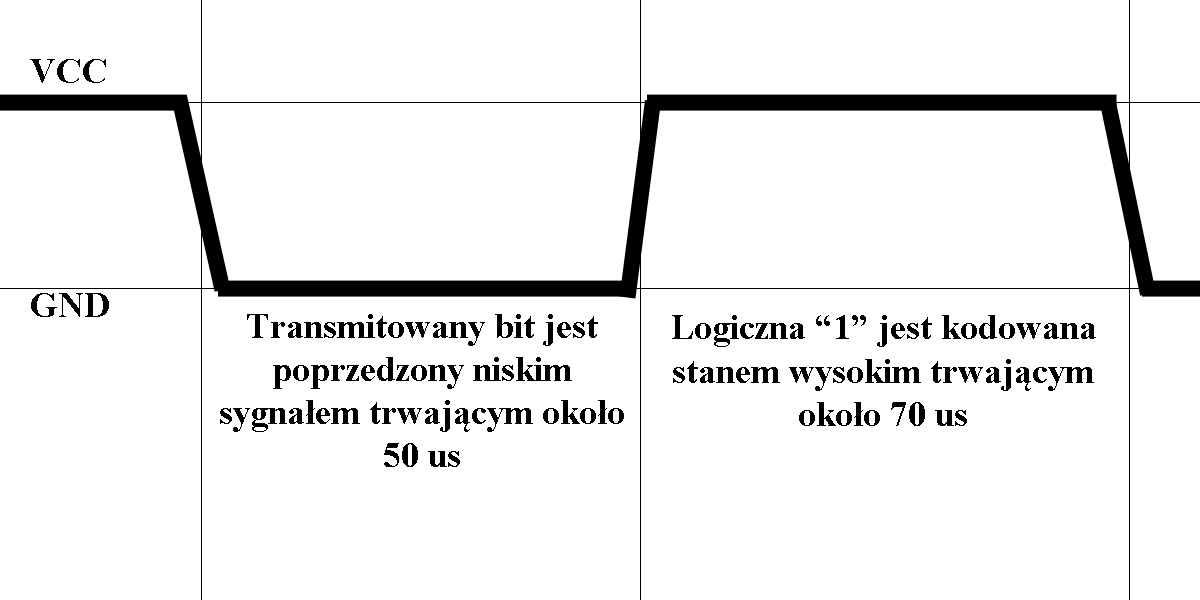 VCC
GND
Transmitowany bit jest
poprzedzony niskim
sygnałem trwającym około
50 us
Logiczna “1” jest kodowana
stanem wysokim trwającym
około 70 us